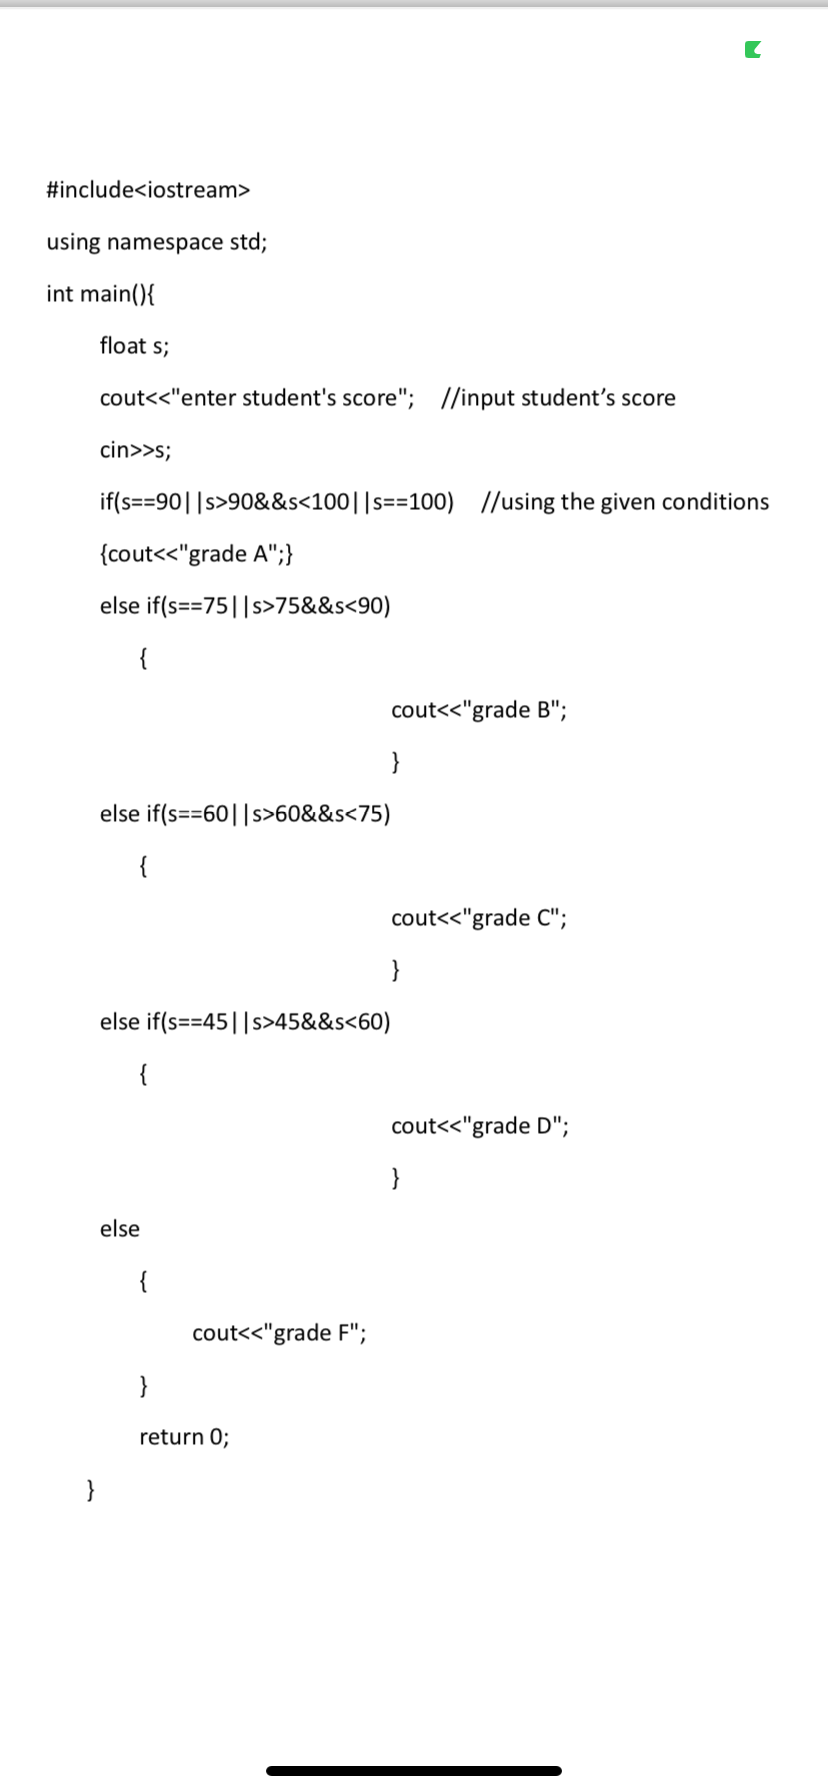 #include<iostream>
using namespace std;
int main(){
float s;
cout<<"enter student's score"; //input student’s score
cin>>s;
if(s==90||s>90&&s<100||s==100) //using the given conditions
{cout<<"grade A";}
else if(s==75||s>75&&s<90)
{
cout<<"grade B";
}
else if(s==60||s>60&&s<75)
{
cout<<"grade C";
}
else if(s==45||s>45&&s<60)
{
cout<<"grade D";
}
else
{
cout<<"grade F";
}
return 0;
}